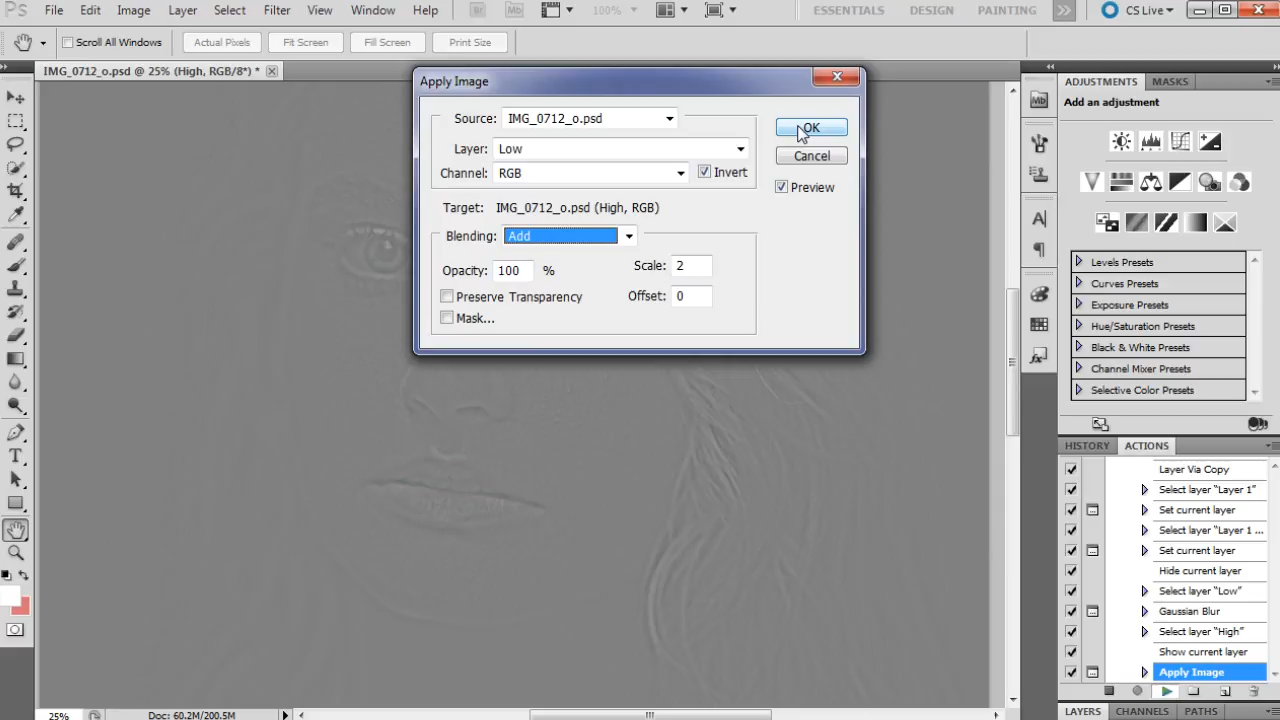 Ps File Edit Image Layer Select Filter View Window Help Br Mb 100% ESSENTIALS DESIGN PAINTING CS Live
Scroll All Windows Actual Pixels Fit Screen Fill Screen Print Size
IMG_0712_o.psd @ 25% (High, RGB/8*) *
Apply Image
Source: IMG_0712_o.psd
Layer: Low
Channel: RGB
Invert
Target: IMG_0712_o.psd (High, RGB)
Blending: Add
Opacity: 100 %
Scale: 2
Preserve Transparency
Offset: 0
Mask...
OK
Cancel
Preview
ADJUSTMENTS MASKS
Add an adjustment
Mb
Levels Presets
Curves Presets
Exposure Presets
Hue/Saturation Presets
Black & White Presets
Channel Mixer Presets
Selective Color Presets
HISTORY ACTIONS
Layer Via Copy
Select layer “Layer 1”
Set current layer
Select layer “Layer 1 ...
Set current layer
Hide current layer
Select layer “Low”
Gaussian Blur
Select layer “High”
Show current layer
Apply Image
LAYERS CHANNELS PATHS
25% Doc: 60.2M/200.5M